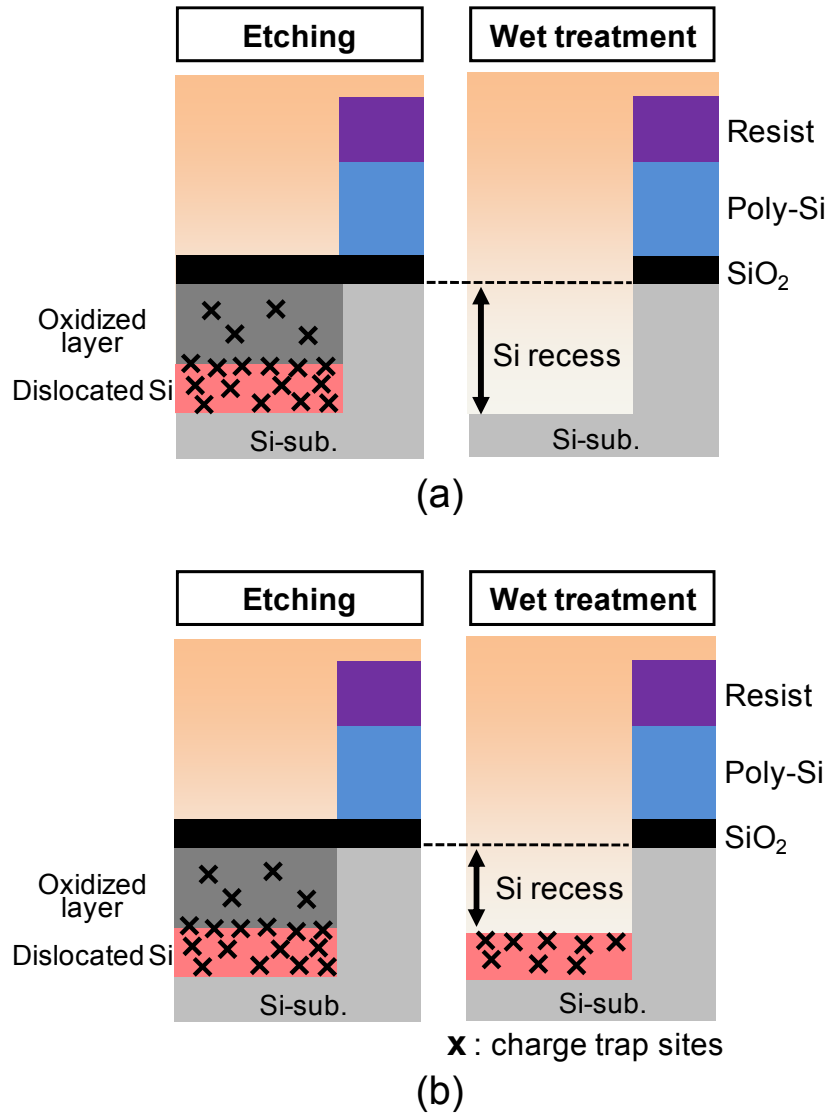 Etching
Wet treatment
Resist
Poly-Si
SiO₂
Oxidized
layer
Dislocated Si
Si recess
Si-sub.
Si-sub.
(a)
Etching
Wet treatment
Resist
Poly-Si
SiO₂
Oxidized
layer
Dislocated Si
Si recess
Si-sub.
Si-sub.
x : charge trap sites
(b)